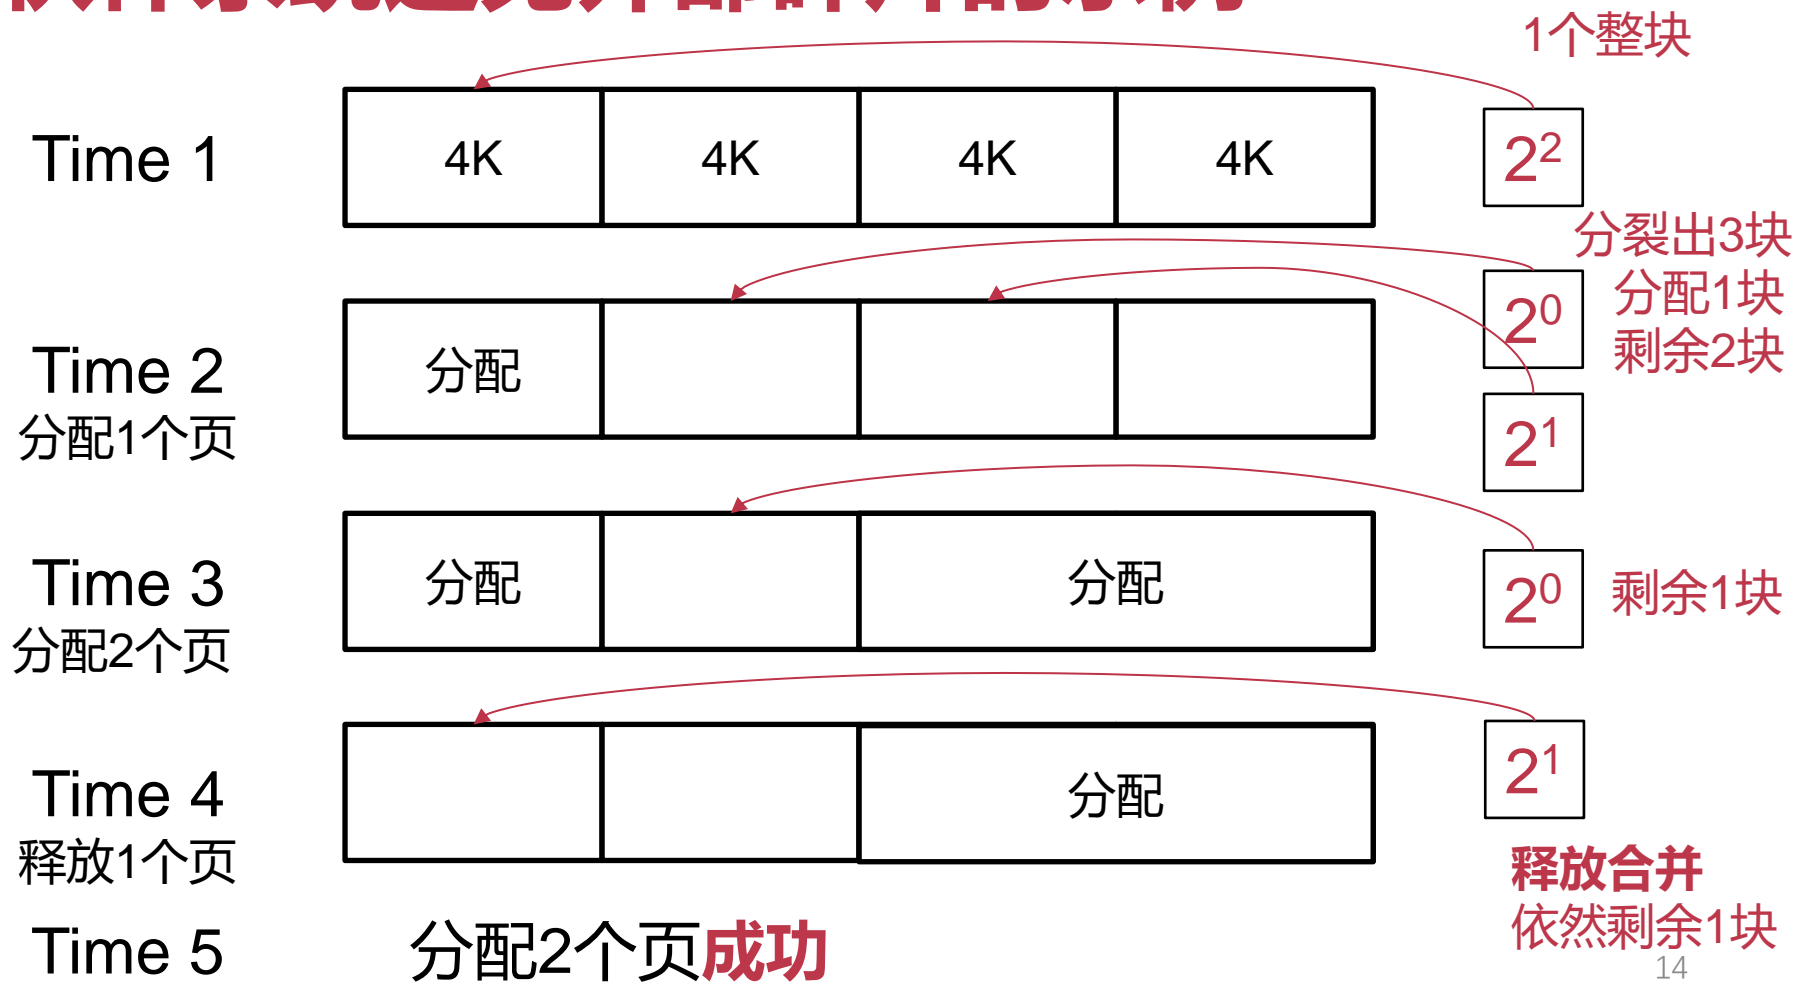 1个整块
Time 1
4K 4K 4K 4K
2²
分裂出3块
分配1块
剩余2块
Time 2
分配1个页
分配
2⁰
2¹
Time 3
分配2个页
分配 分配
2⁰
剩余1块
Time 4
释放1个页
分配
2¹
释放合并
依然剩余1块
Time 5
分配2个页成功
14